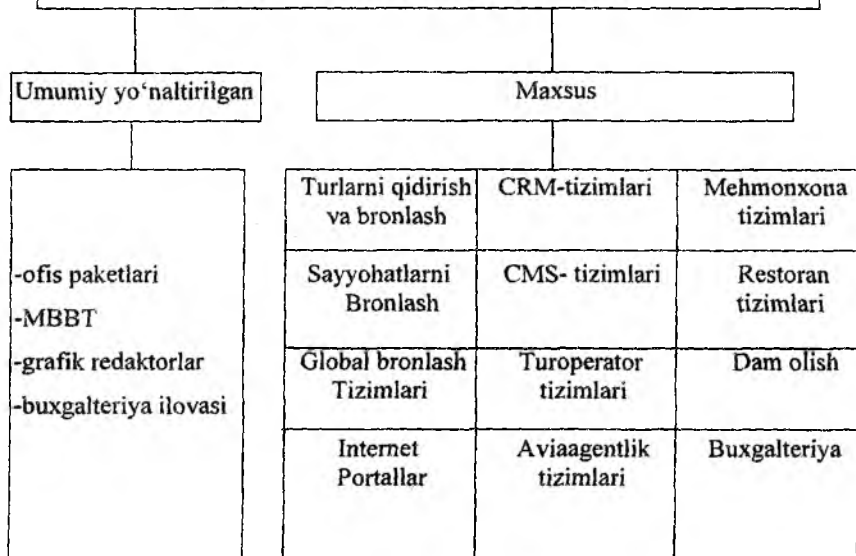 Umumiy yo‘naltirilgan
Maxsus
-ofis paketlari
-MBBT
-grafik redaktorlar
-buxgalteriya ilovasi
Turlarni qidirish
va bronlash
CRM-tizimlari
Mehmonxona
tizimlari
Sayyohatlarni
Bronlash
CMS- tizimlari
Restoran
tizimlari
Global bronlash
Tizimlari
Turoperator
tizimlari
Dam olish
Internet
Portallar
Aviaagentlik
tizimlari
Buxgalteriya